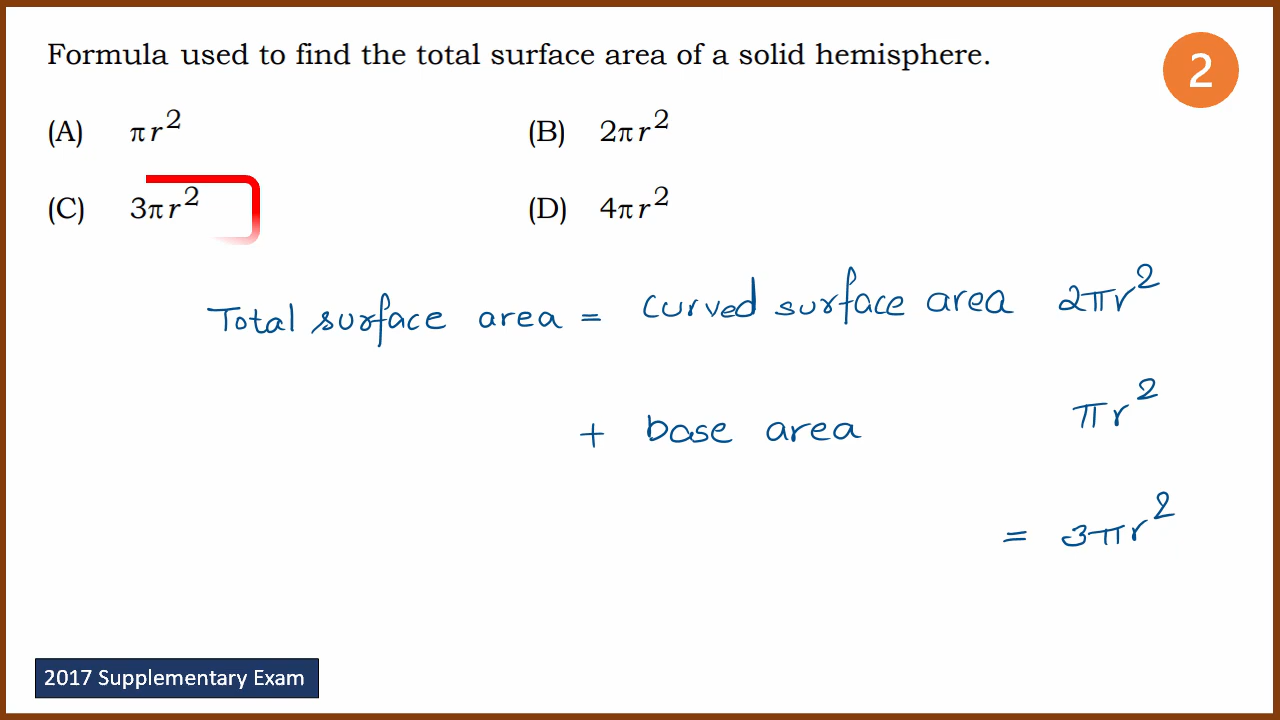 Formula used to find the total surface area of a solid hemisphere.
2
(A) πr² (B) 2πr²
(C) 3πr² (D) 4πr²
Total surface area = curved surface area 2πr²
+ base area πr²
= 3πr²
2017 Supplementary Exam